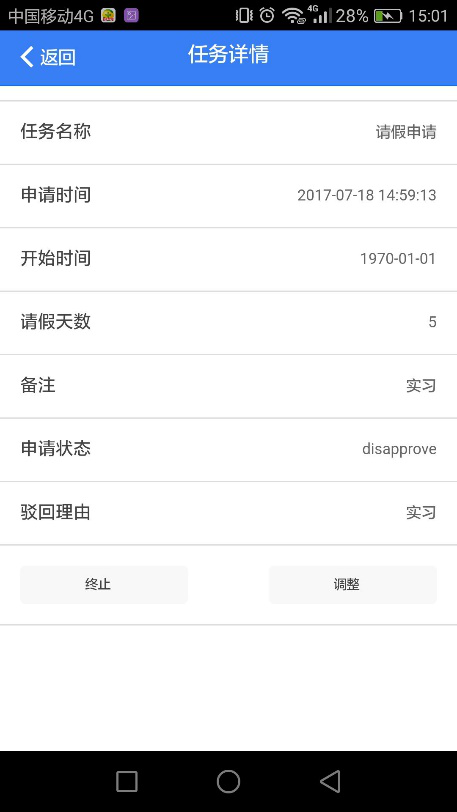 中国移动4G 4G 28% 15:01
返回 任务详情
任务名称 请假申请
申请时间 2017-07-18 14:59:13
开始时间 1970-01-01
请假天数 5
备注 实习
申请状态 disapprove
驳回理由 实习
终止 调整